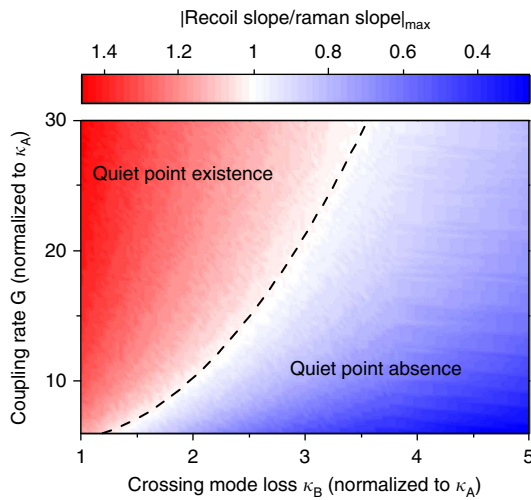 |Recoil slope/raman slope|max
1.4 1.2 1 0.8 0.6 0.4
30
20
10
Quiet point existence
Quiet point absence
Coupling rate G (normalized to κA)
1 2 3 4 5
Crossing mode loss κB (normalized to κA)